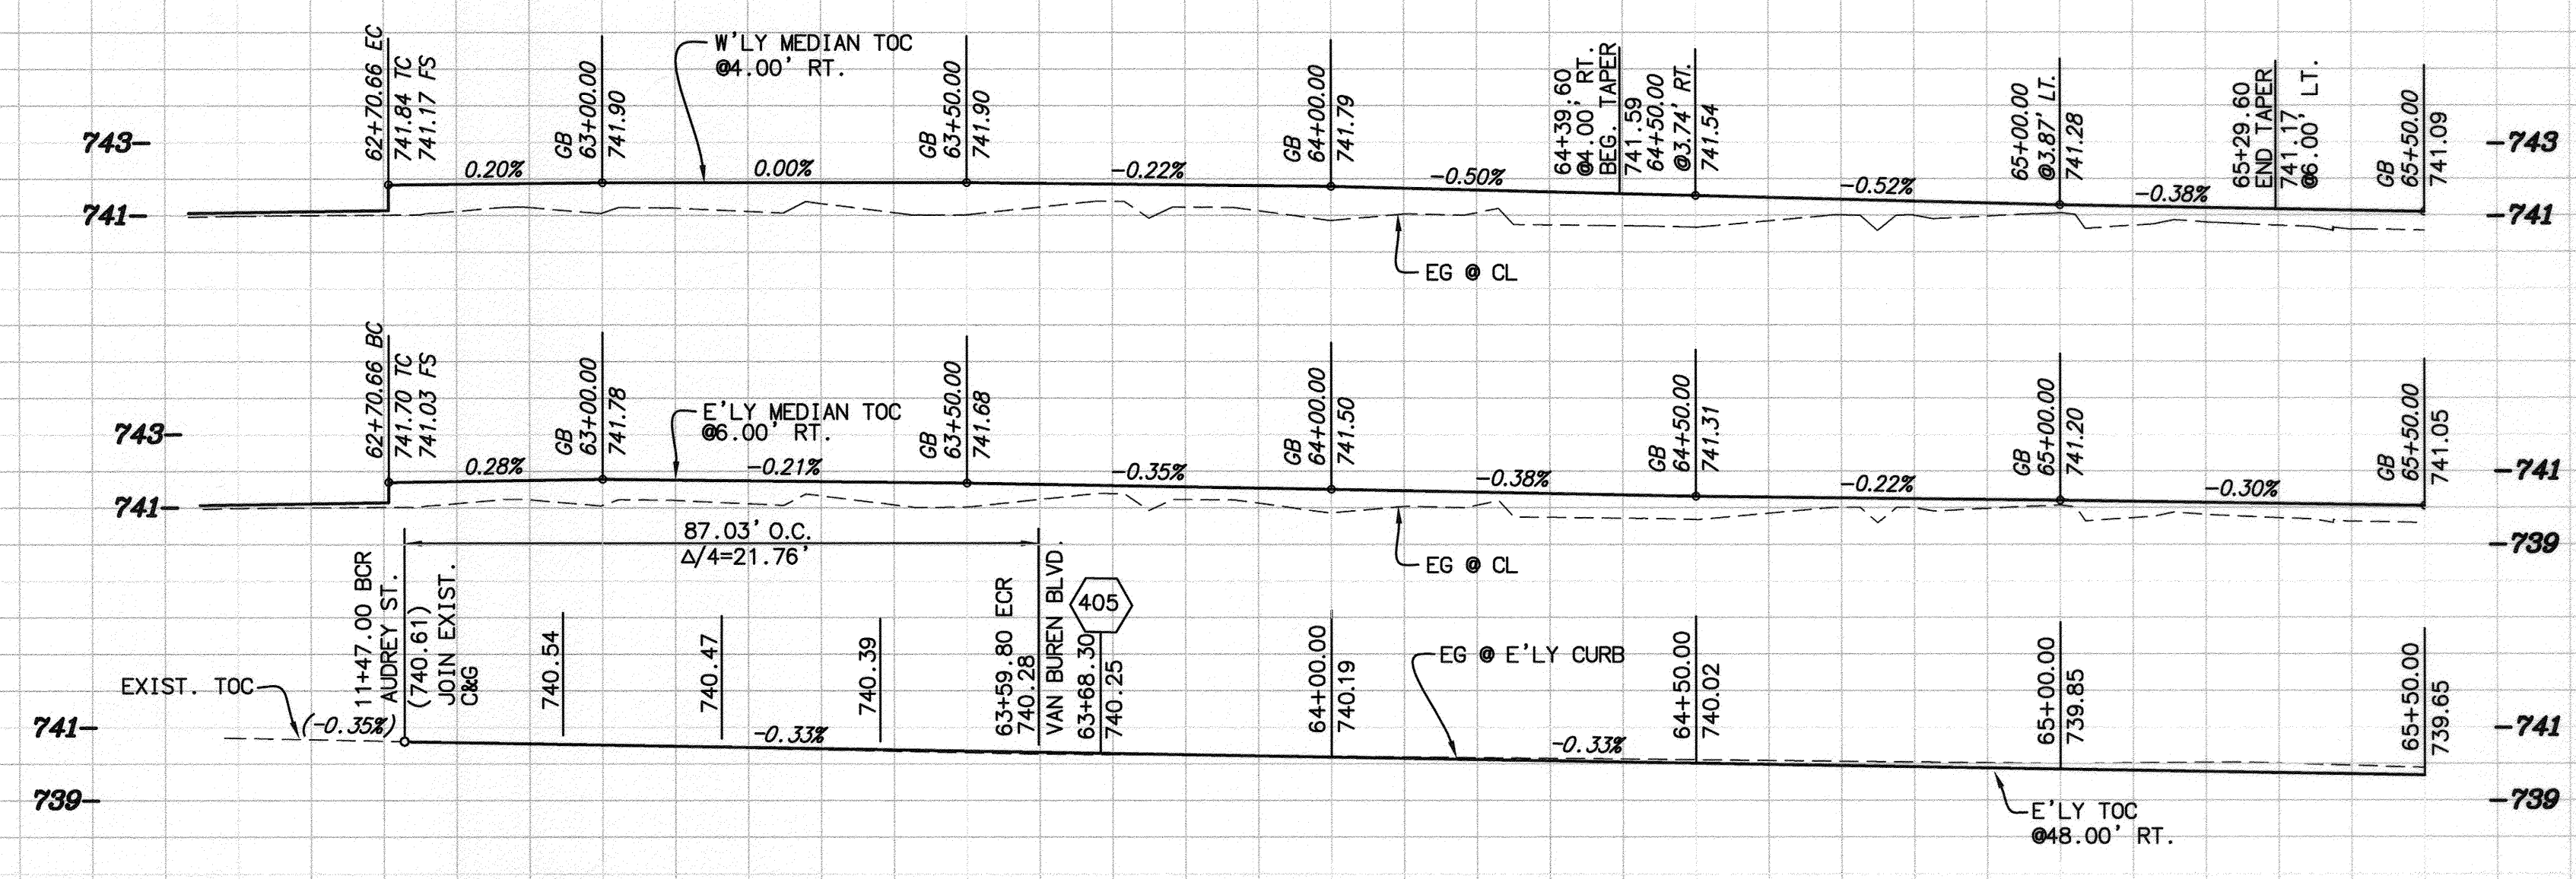 62+70.66 EC
741.84 TC
741.17 FS
GB
63+00.00
741.90
W'LY MEDIAN TOC
@4.00' RT.
GB
63+50.00
741.90
GB
64+00.00
741.79
64+39.60
@4.00' RT.
BEG. TAPER
741.59
64+50.00
@3.74' RT.
741.54
65+00.00
@3.87' LT.
741.28
65+29.60
END TAPER
741.17
@6.00' LT.
GB
65+50.00
741.09
743-
-743
0.20%
0.00%
-0.22%
-0.50%
-0.52%
-0.38%
741-
-741
EG @ CL
62+70.66 BC
741.70 TC
741.03 FS
GB
63+00.00
741.78
E'LY MEDIAN TOC
@6.00' RT.
GB
63+50.00
741.68
GB
64+00.00
741.50
GB
64+50.00
741.31
GB
65+00.00
741.20
GB
65+50.00
741.05
743-
-741
0.28%
-0.21%
-0.35%
-0.38%
-0.22%
-0.30%
741-
-739
EG @ CL
87.03' O.C.
Δ/4=21.76'
11+47.00 BCR
AUDREY ST.
(740.61)
JOIN EXIST.
C&G
740.54
740.47
740.39
63+59.80 ECR
740.28
VAN BUREN BLVD.
405
63+68.30
740.25
64+00.00
740.19
EG @ E'LY CURB
64+50.00
740.02
65+00.00
739.85
65+50.00
739.65
EXIST. TOC
(-0.35%)
741-
-741
-0.33%
-0.33%
739-
-739
E'LY TOC
@48.00' RT.